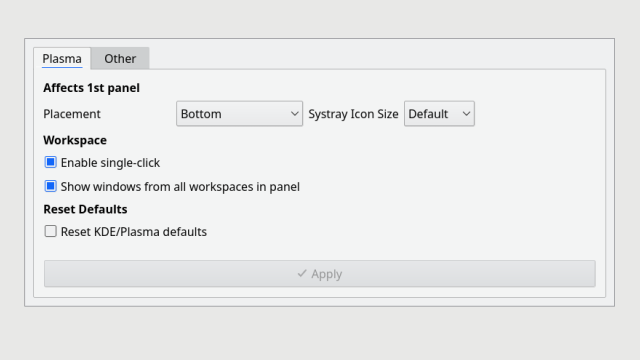 Plasma Other
Affects 1st panel
Placement Bottom Systray Icon Size Default
Workspace
Enable single-click
Show windows from all workspaces in panel
Reset Defaults
Reset KDE/Plasma defaults
Apply